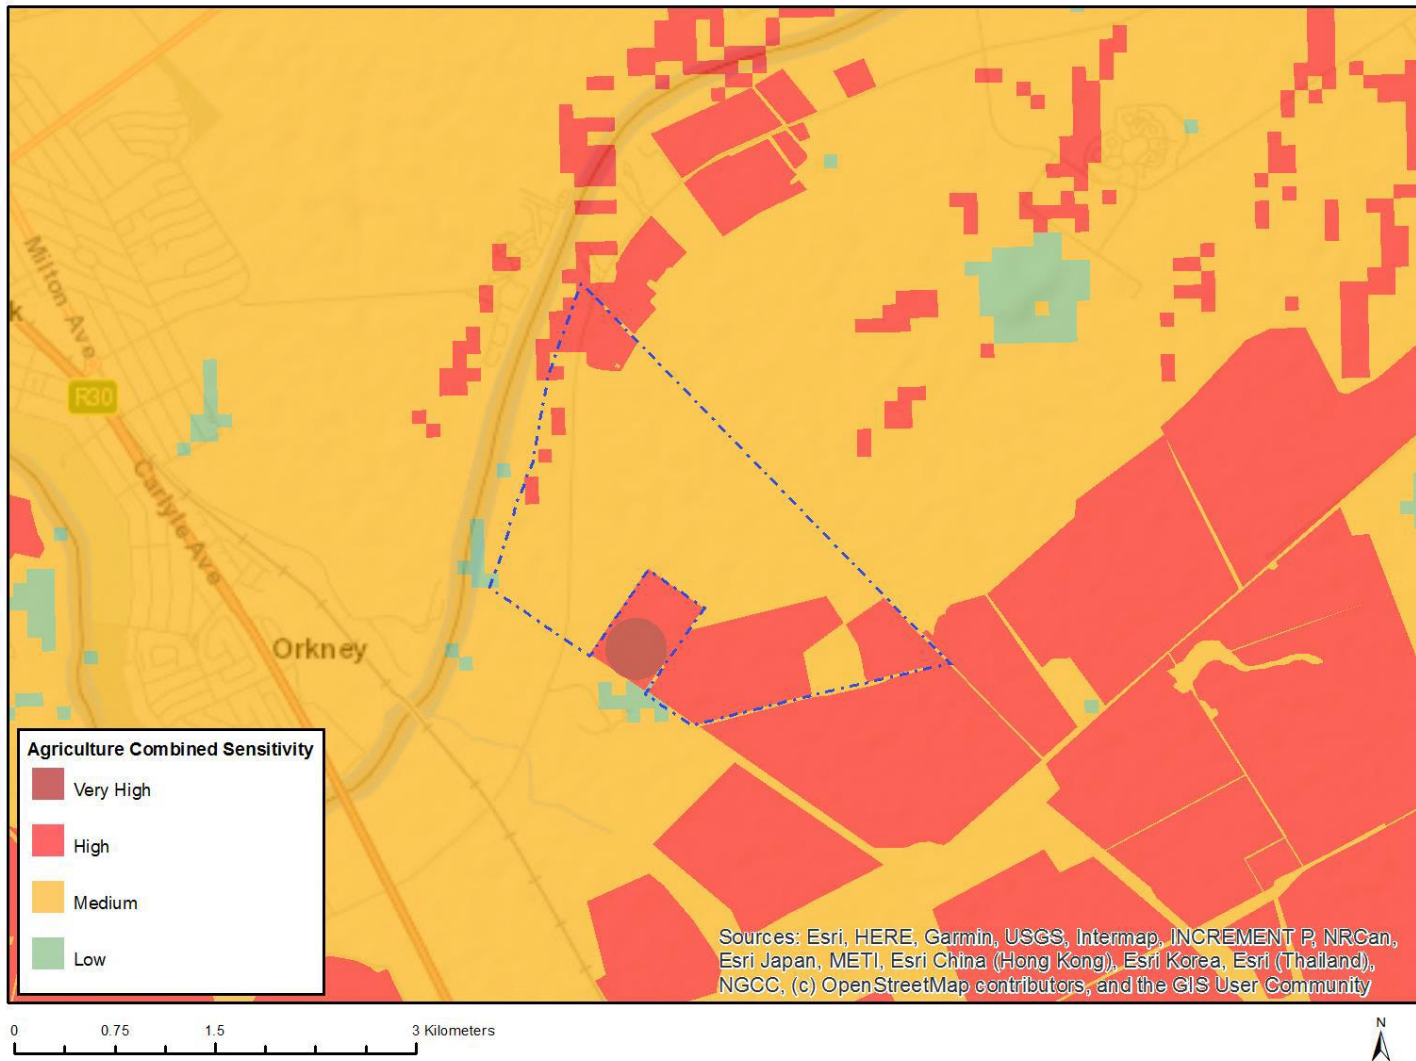 Milton Ave
k
R30
Carlyle Ave
Orkney
Agriculture Combined Sensitivity
Very High
High
Medium
Low
Sources: Esri, HERE, Garmin, USGS, Intermap, INCREMENT P, NRCan,
Esri Japan, METI, Esri China (Hong Kong), Esri Korea, Esri (Thailand),
NGCC, (c) OpenStreetMap contributors, and the GIS User Community
0 0.75 1.5 3 Kilometers
N